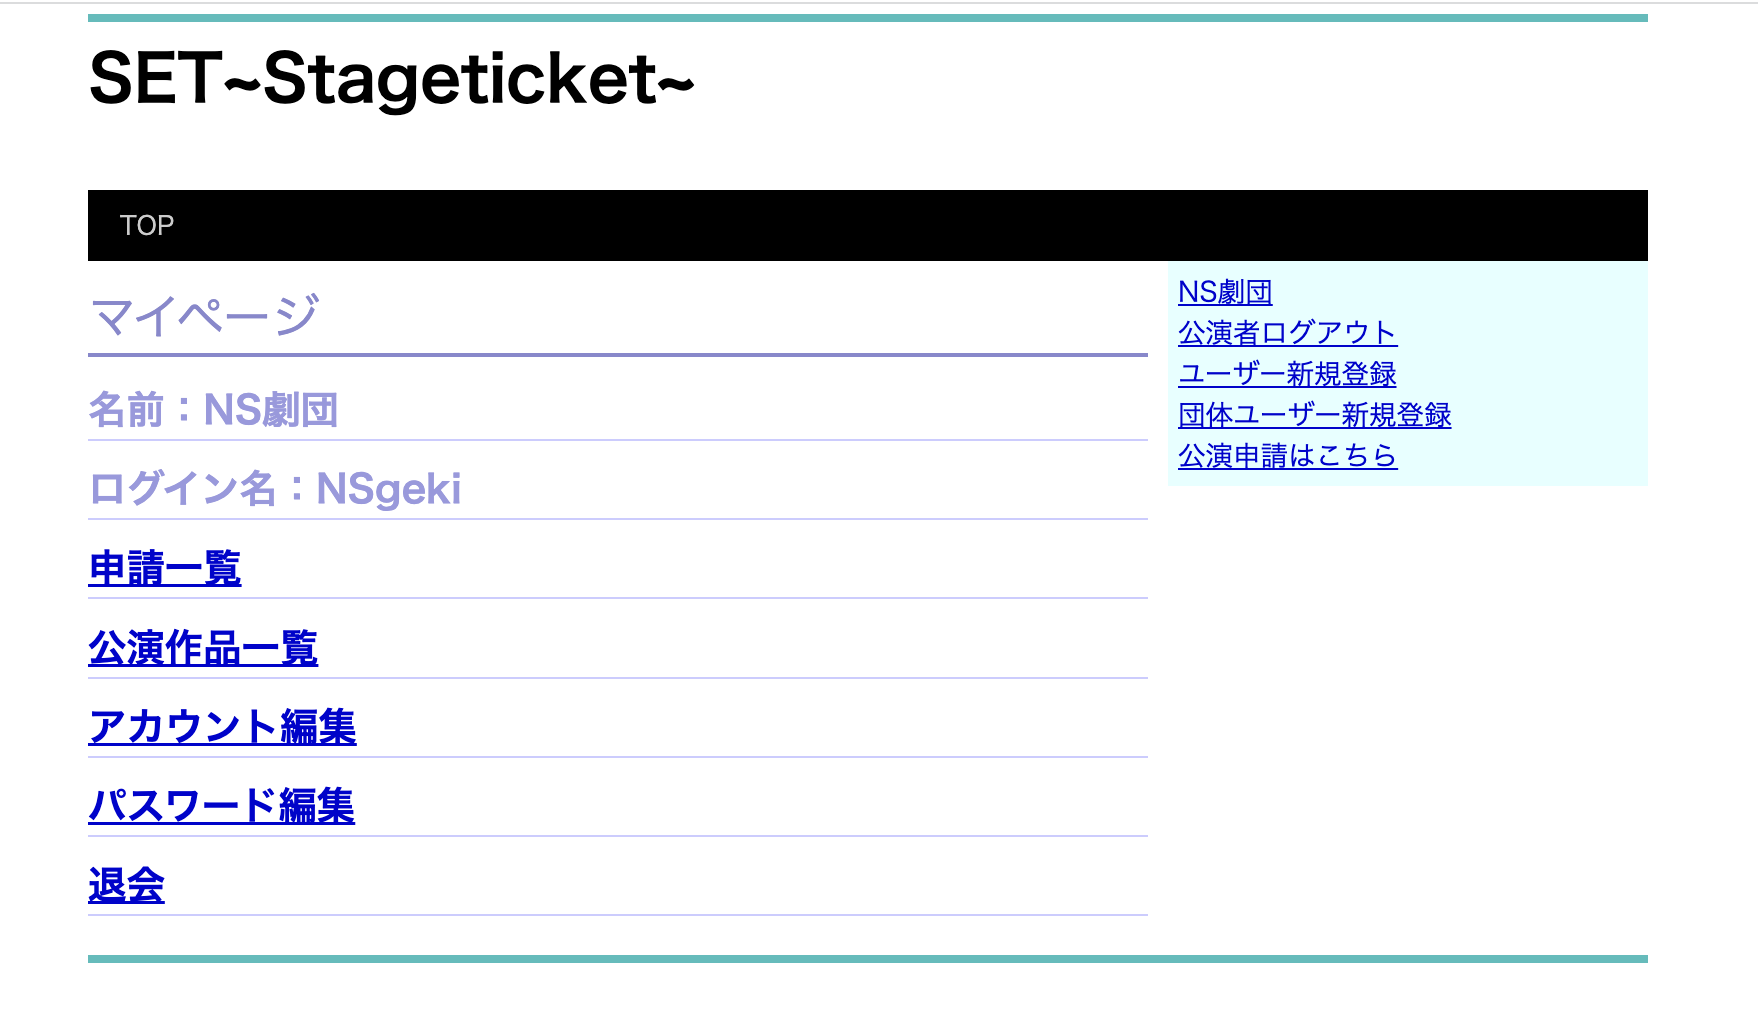 SET~Stageticket~
TOP
マイページ
名前：NS劇団
ログイン名：NSgeki
申請一覧
公演作品一覧
アカウント編集
パスワード編集
退会
NS劇団
公演者ログアウト
ユーザー新規登録
団体ユーザー新規登録
公演申請はこちら